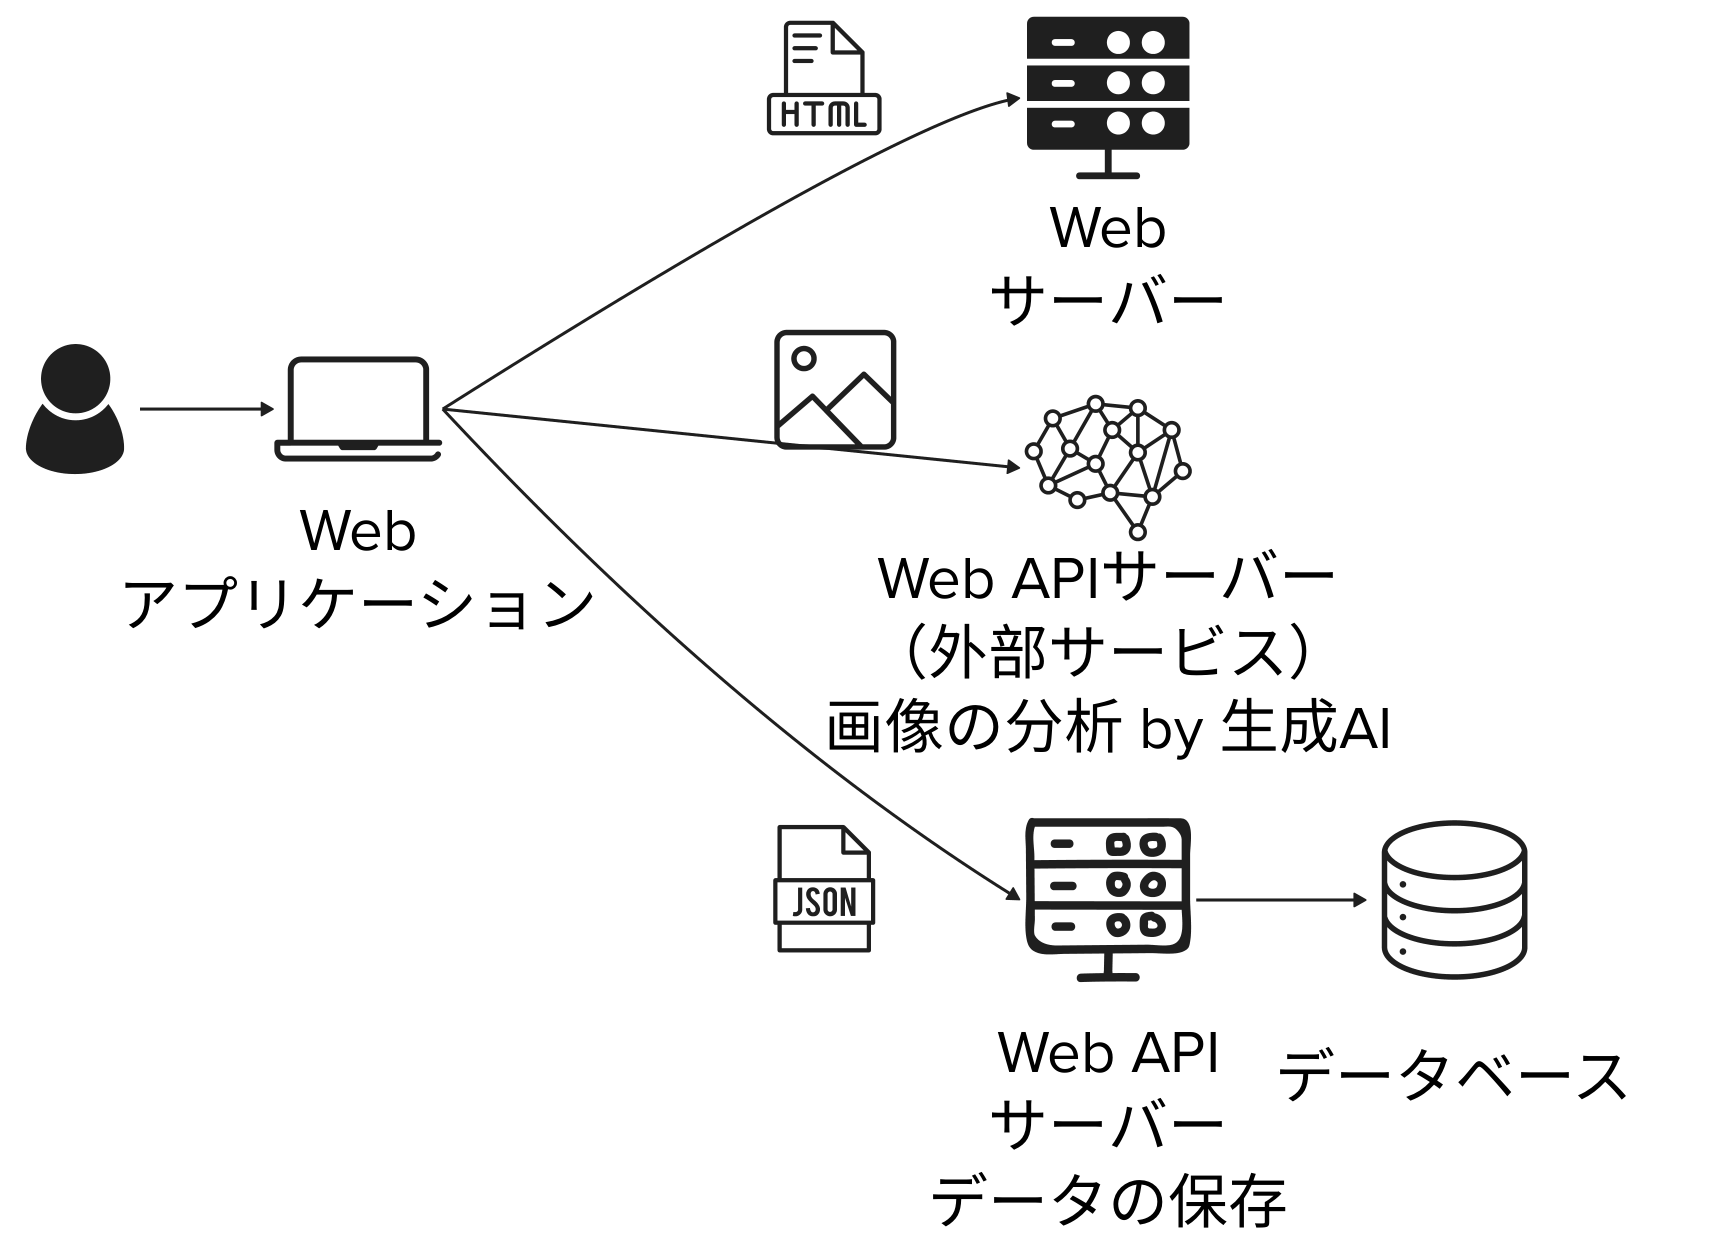 HTML
Web
サーバー
Web
アプリケーション
Web APIサーバー
（外部サービス）
画像の分析 by 生成AI
JSON
Web API
サーバー
データの保存
データベース